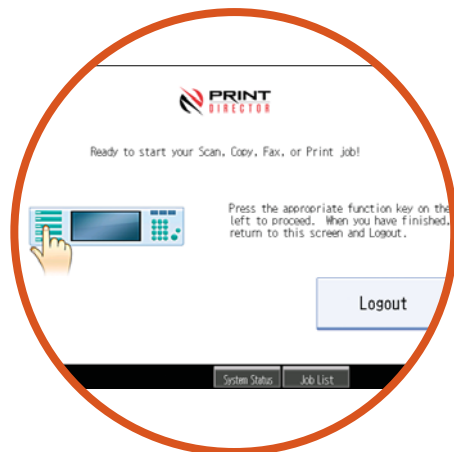 PRINT
DIRECTOR
Ready to start your Scan, Copy, Fax, or Print job!
Press the appropriate function key on the
left to proceed. When you have finished,
return to this screen and Logout.
Logout
System Status Job List